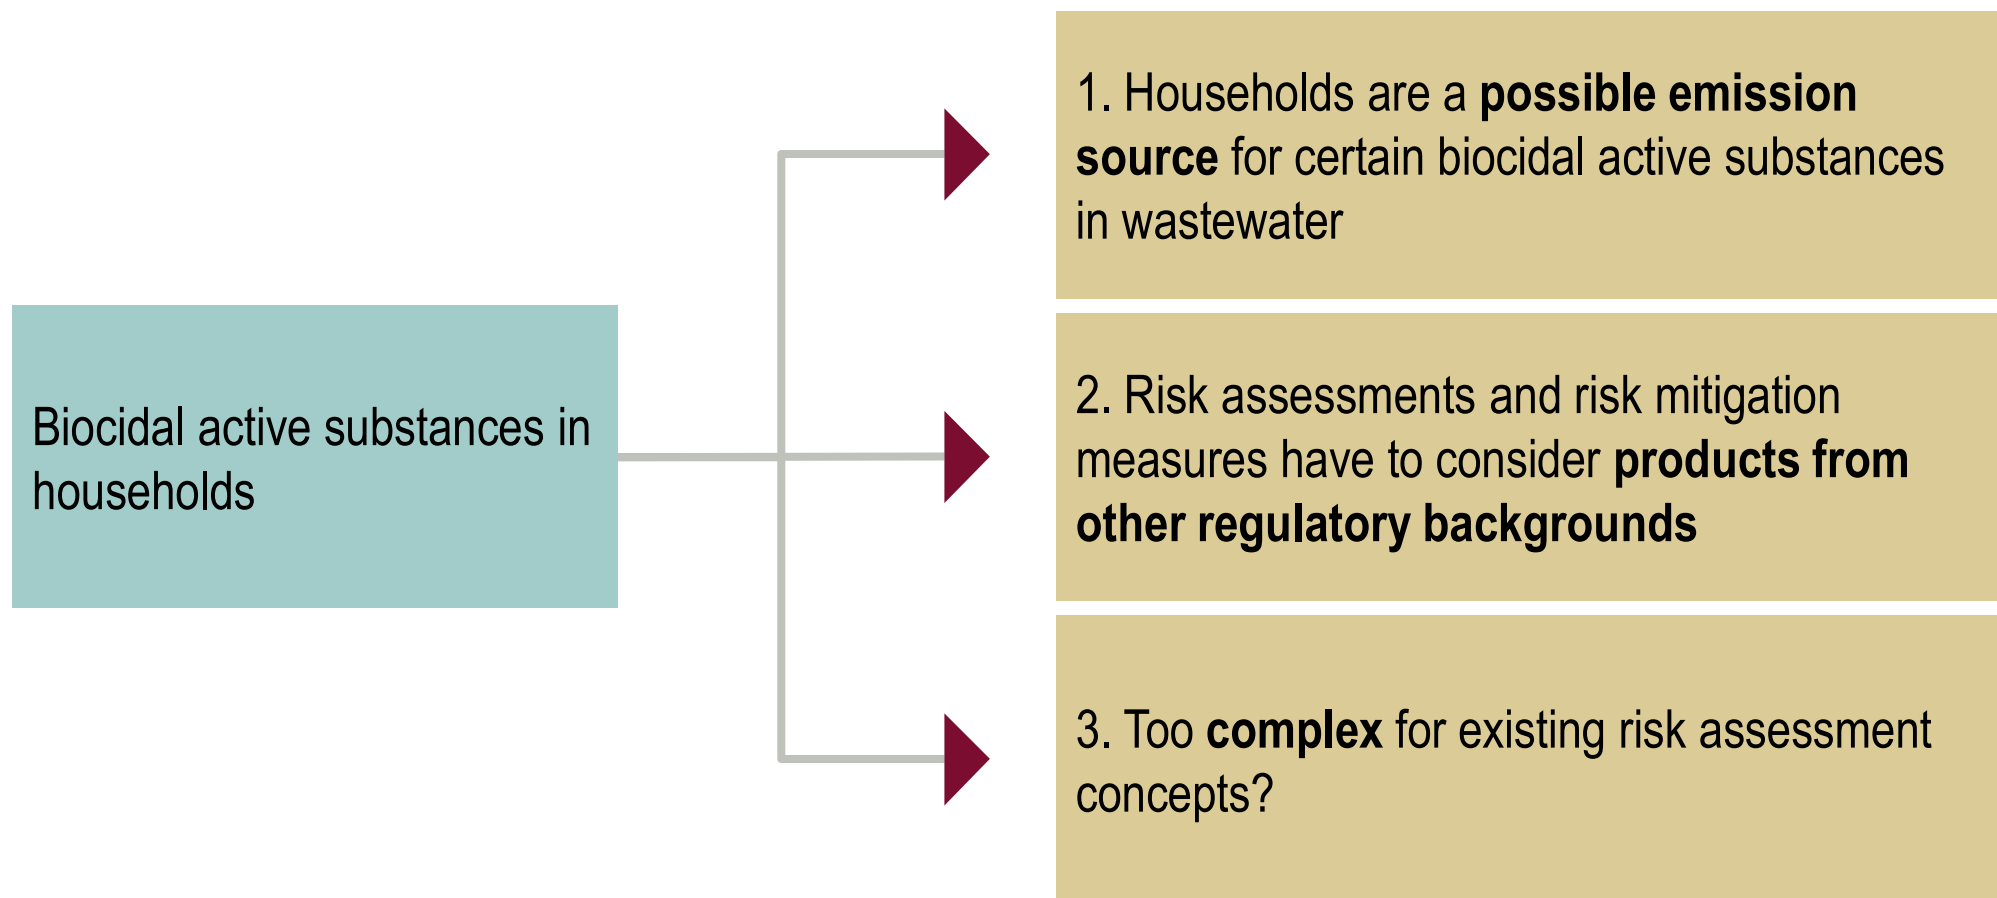 Biocidal active substances in
households
1. Households are a possible emission
source for certain biocidal active substances
in wastewater
2. Risk assessments and risk mitigation
measures have to consider products from
other regulatory backgrounds
3. Too complex for existing risk assessment
concepts?